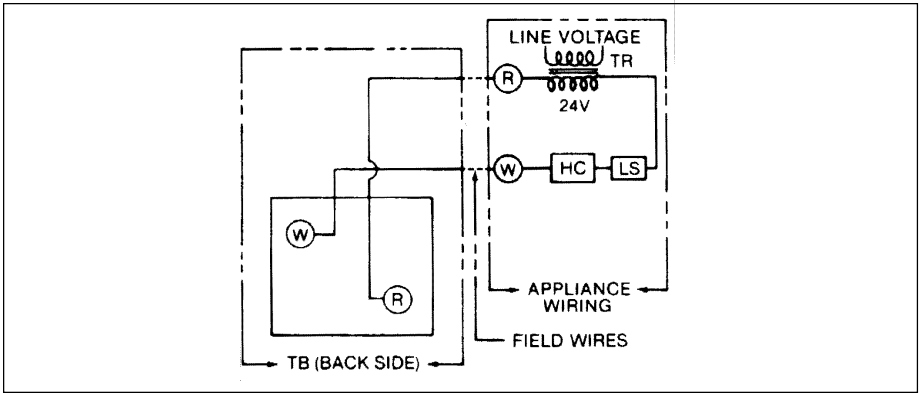 LINE VOLTAGE
TR
R
24V
W
HC
LS
W
R
APPLIANCE
WIRING
FIELD WIRES
TB (BACK SIDE)